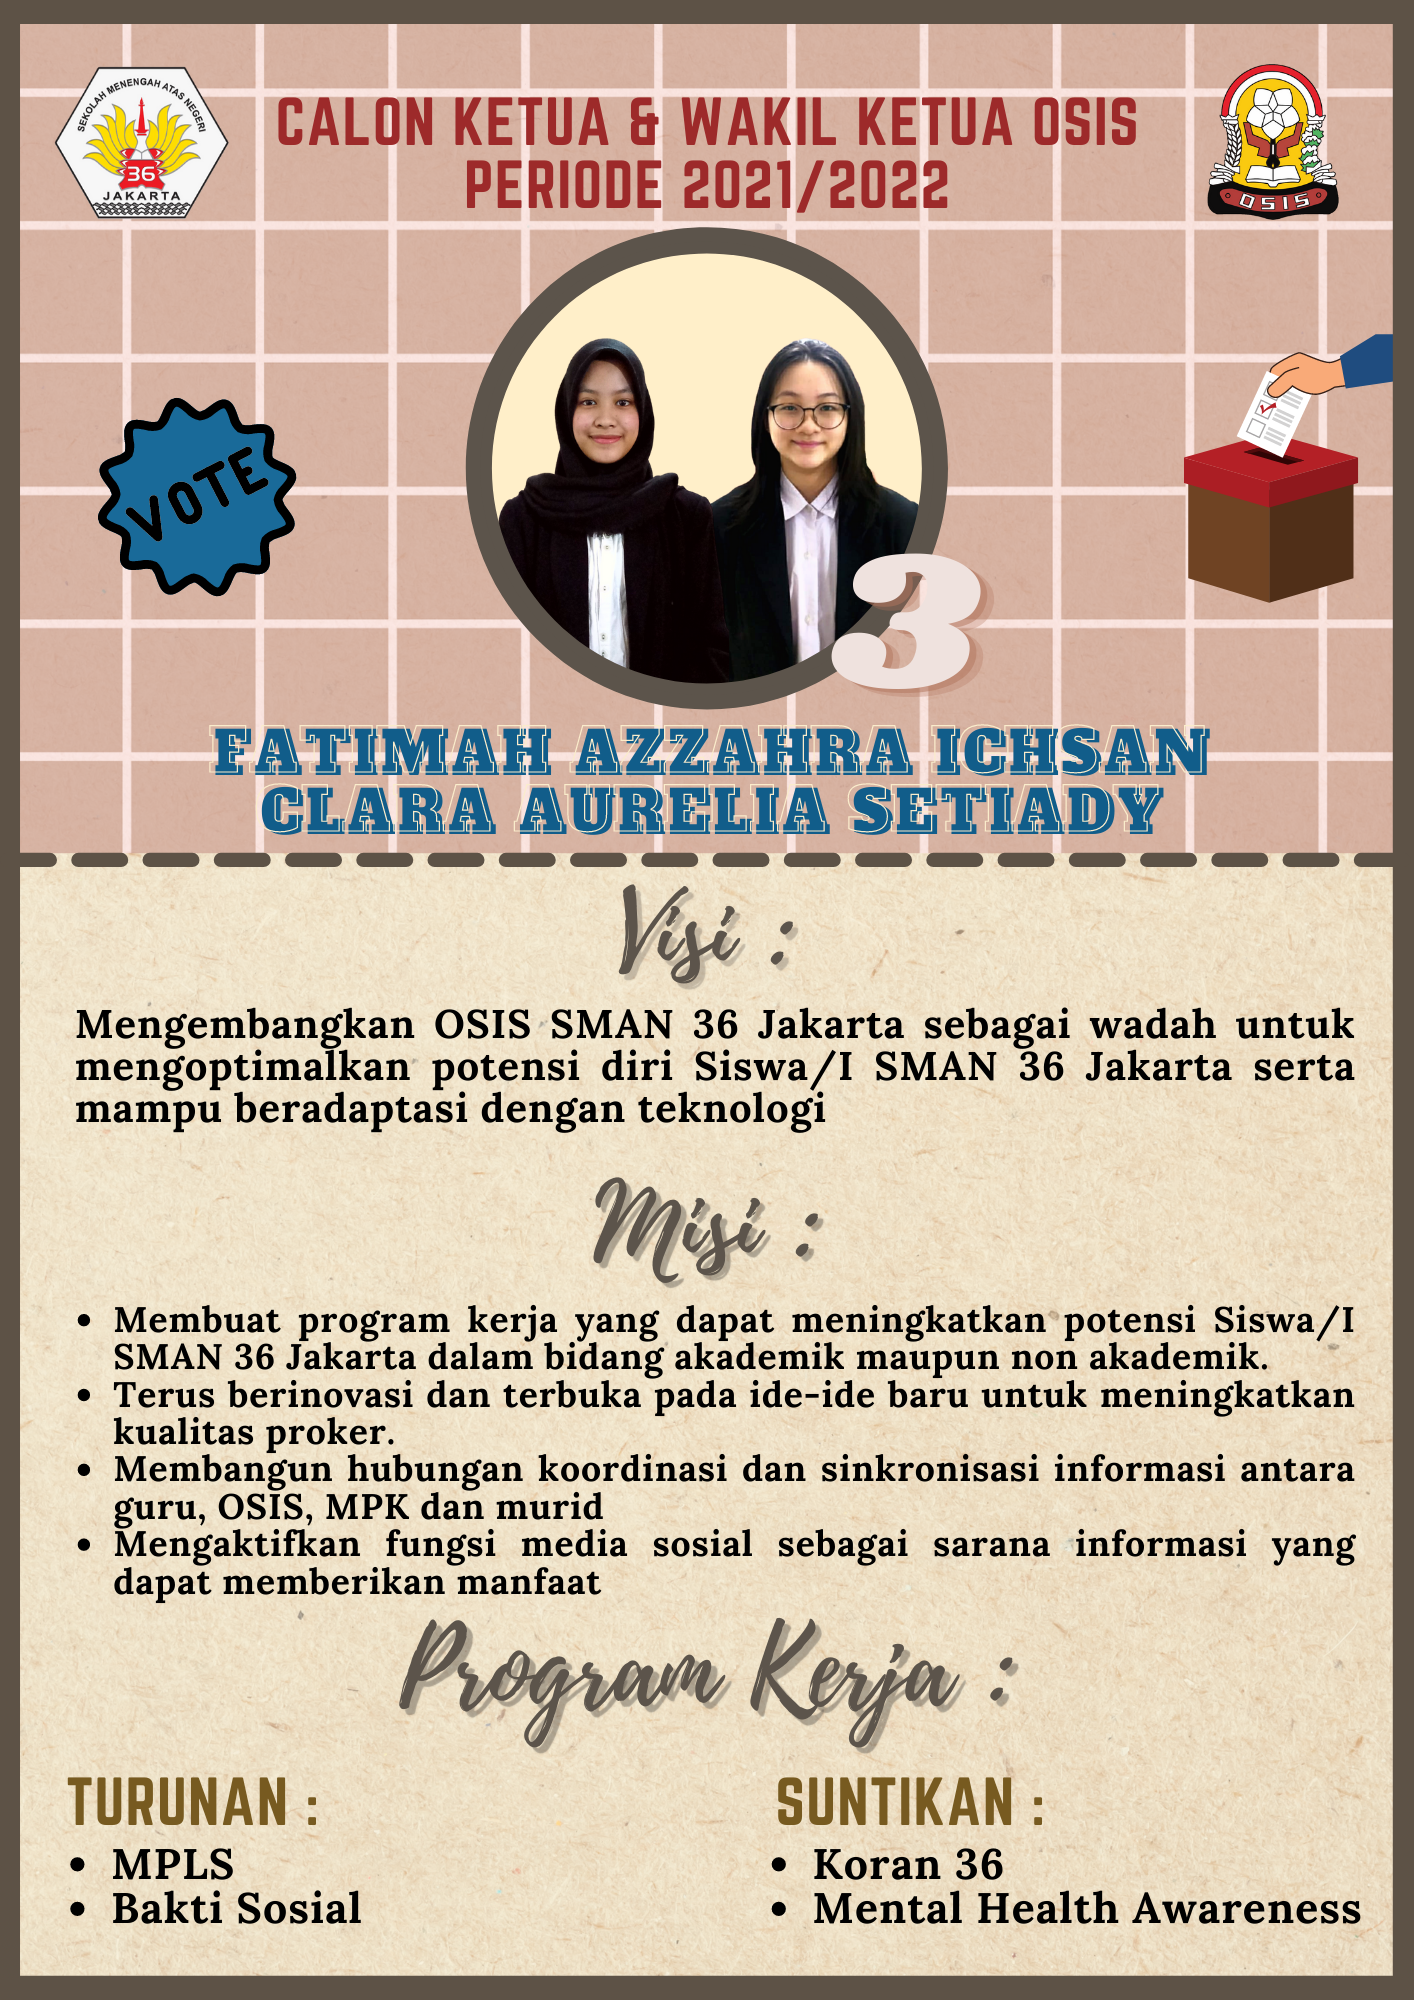 SEKOLAH MENENGAH ATAS NEGERI
36
JAKARTA
CALON KETUA & WAKIL KETUA OSIS
PERIODE 2021/2022
OSIS
VOTE
3
FATIMAH AZZAHRA ICHSAN
CLARA AURELIA SETIADY
Visi :
Mengembangkan OSIS SMAN 36 Jakarta sebagai wadah untuk
mengoptimalkan potensi diri Siswa/I SMAN 36 Jakarta serta
mampu beradaptasi dengan teknologi
Misi :
• Membuat program kerja yang dapat meningkatkan potensi Siswa/I
SMAN 36 Jakarta dalam bidang akademik maupun non akademik.
• Terus berinovasi dan terbuka pada ide-ide baru untuk meningkatkan
kualitas proker.
• Membangun hubungan koordinasi dan sinkronisasi informasi antara
guru, OSIS, MPK dan murid
• Mengaktifkan fungsi media sosial sebagai sarana informasi yang
dapat memberikan manfaat
Program Kerja :
TURUNAN :
• MPLS
• Bakti Sosial
SUNTIKAN :
• Koran 36
• Mental Health Awareness